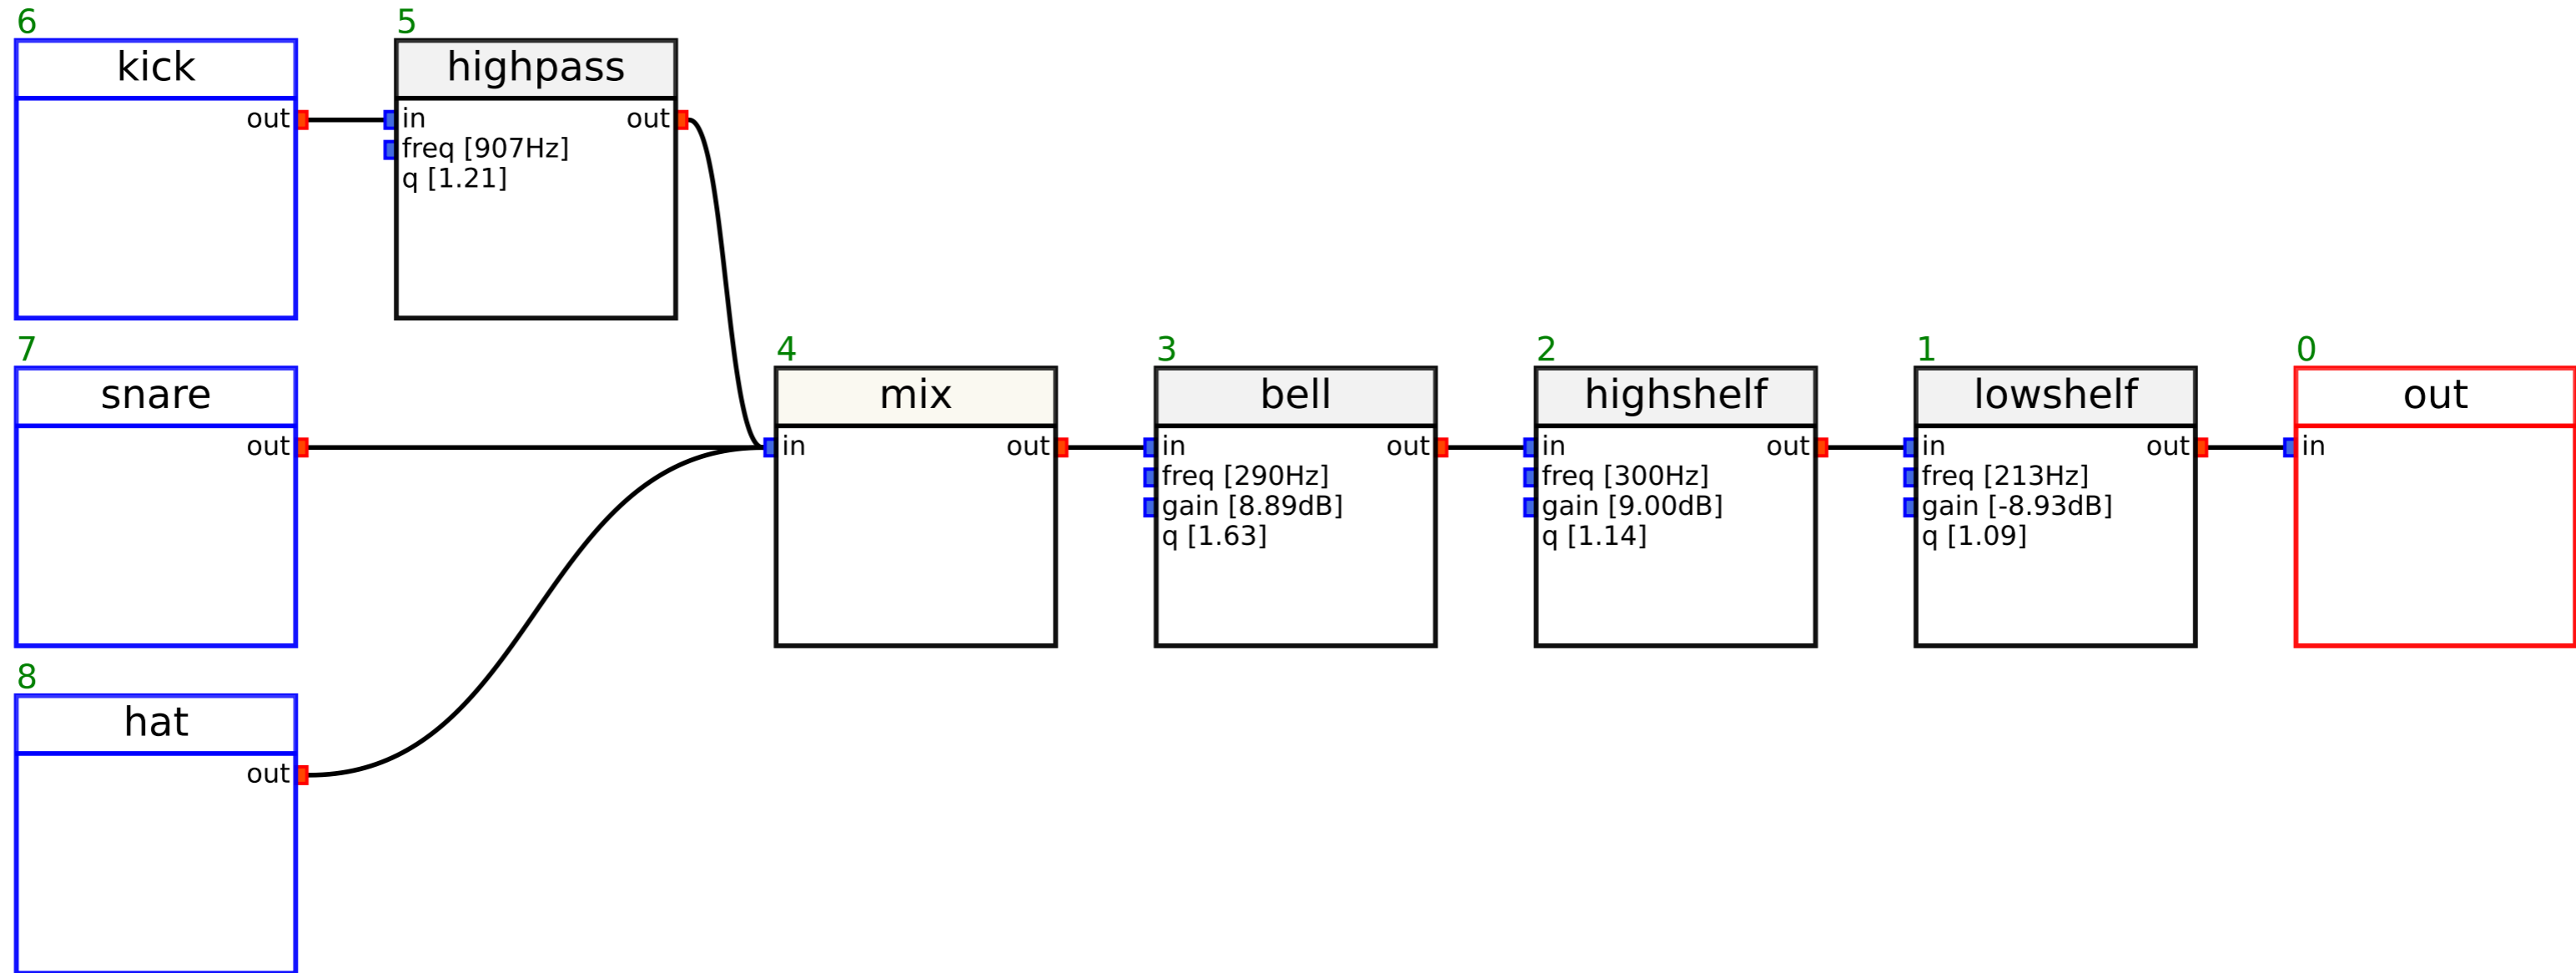 6
kick
out
5
highpass
in
out
freq [907Hz]
q [1.21]
7
snare
out
8
hat
out
4
mix
in
out
3
bell
in
out
freq [290Hz]
gain [8.89dB]
q [1.63]
2
highshelf
in
out
freq [300Hz]
gain [9.00dB]
q [1.14]
1
lowshelf
in
out
freq [213Hz]
gain [-8.93dB]
q [1.09]
0
out
in